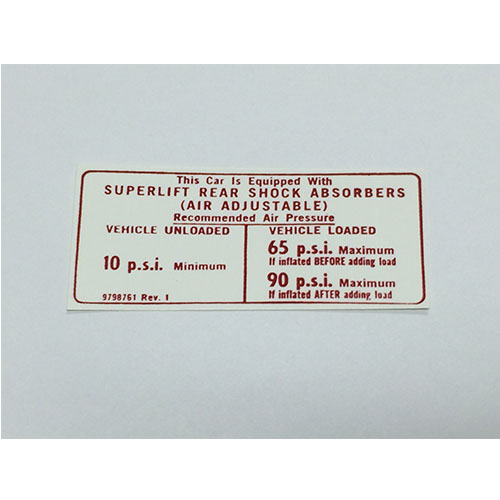 This Car Is Equipped With
SUPERLIFT REAR SHOCK ABSORBERS
(AIR ADJUSTABLE)
Recommended Air Pressure
VEHICLE UNLOADED
10 p.s.i. Minimum
9798761 Rev. 1
VEHICLE LOADED
65 p.s.i. Maximum
If inflated BEFORE adding load
90 p.s.i. Maximum
If inflated AFTER adding load